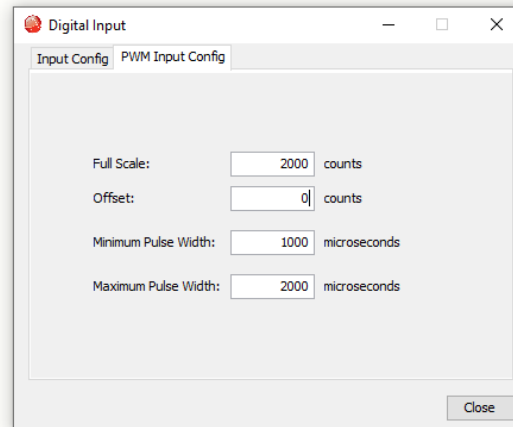 Digital Input
Input Config PWM Input Config
Full Scale: 2000 counts
Offset: 0 counts
Minimum Pulse Width: 1000 microseconds
Maximum Pulse Width: 2000 microseconds
Close